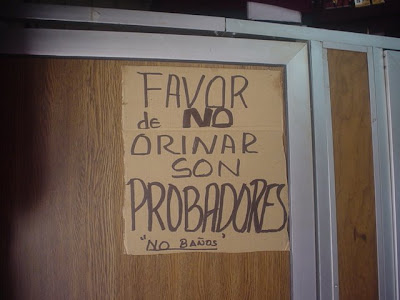 FAVOR
de NO
ORINAR
SON
PROBADORES
"NO BAÑOS"